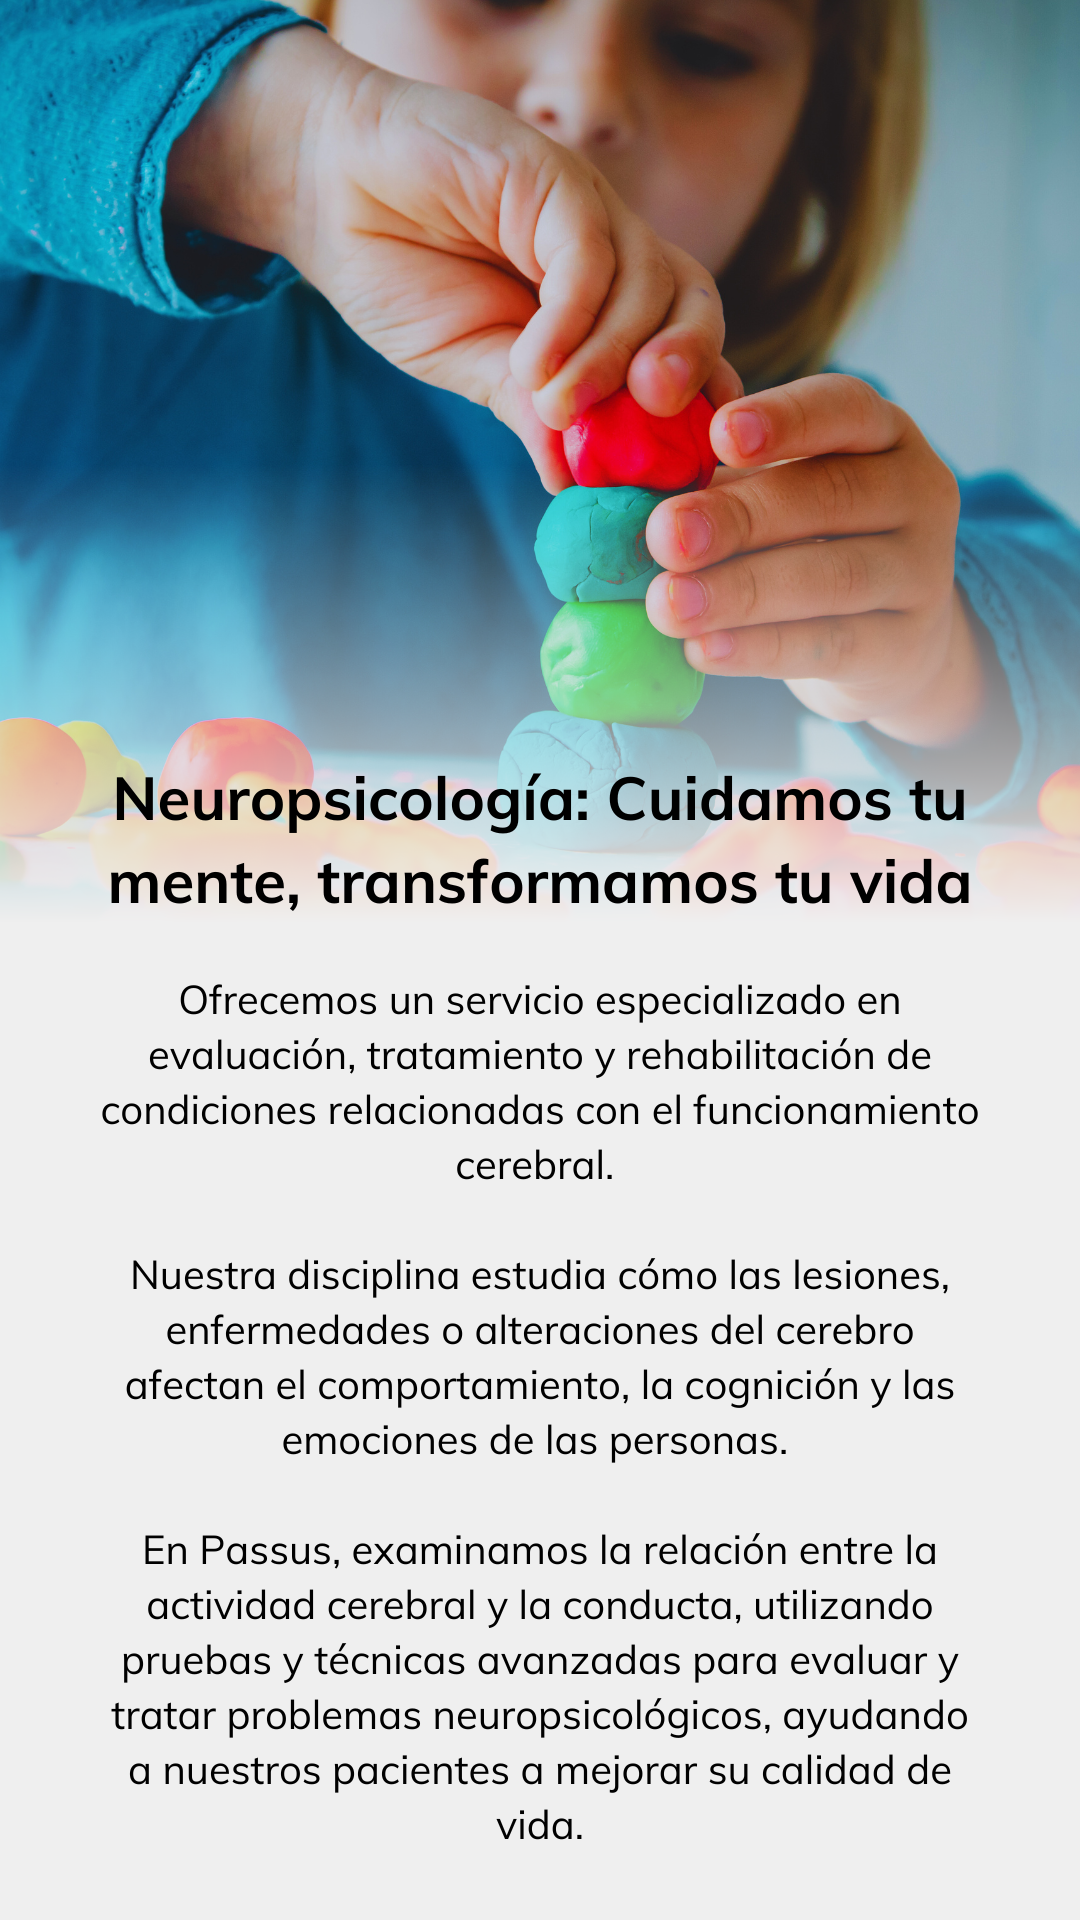 Neuropsicología: Cuidamos tu
mente, transformamos tu vida
Ofrecemos un servicio especializado en
evaluación, tratamiento y rehabilitación de
condiciones relacionadas con el funcionamiento
cerebral.
Nuestra disciplina estudia cómo las lesiones,
enfermedades o alteraciones del cerebro
afectan el comportamiento, la cognición y las
emociones de las personas.
En Passus, examinamos la relación entre la
actividad cerebral y la conducta, utilizando
pruebas y técnicas avanzadas para evaluar y
tratar problemas neuropsicológicos, ayudando
a nuestros pacientes a mejorar su calidad de
vida.